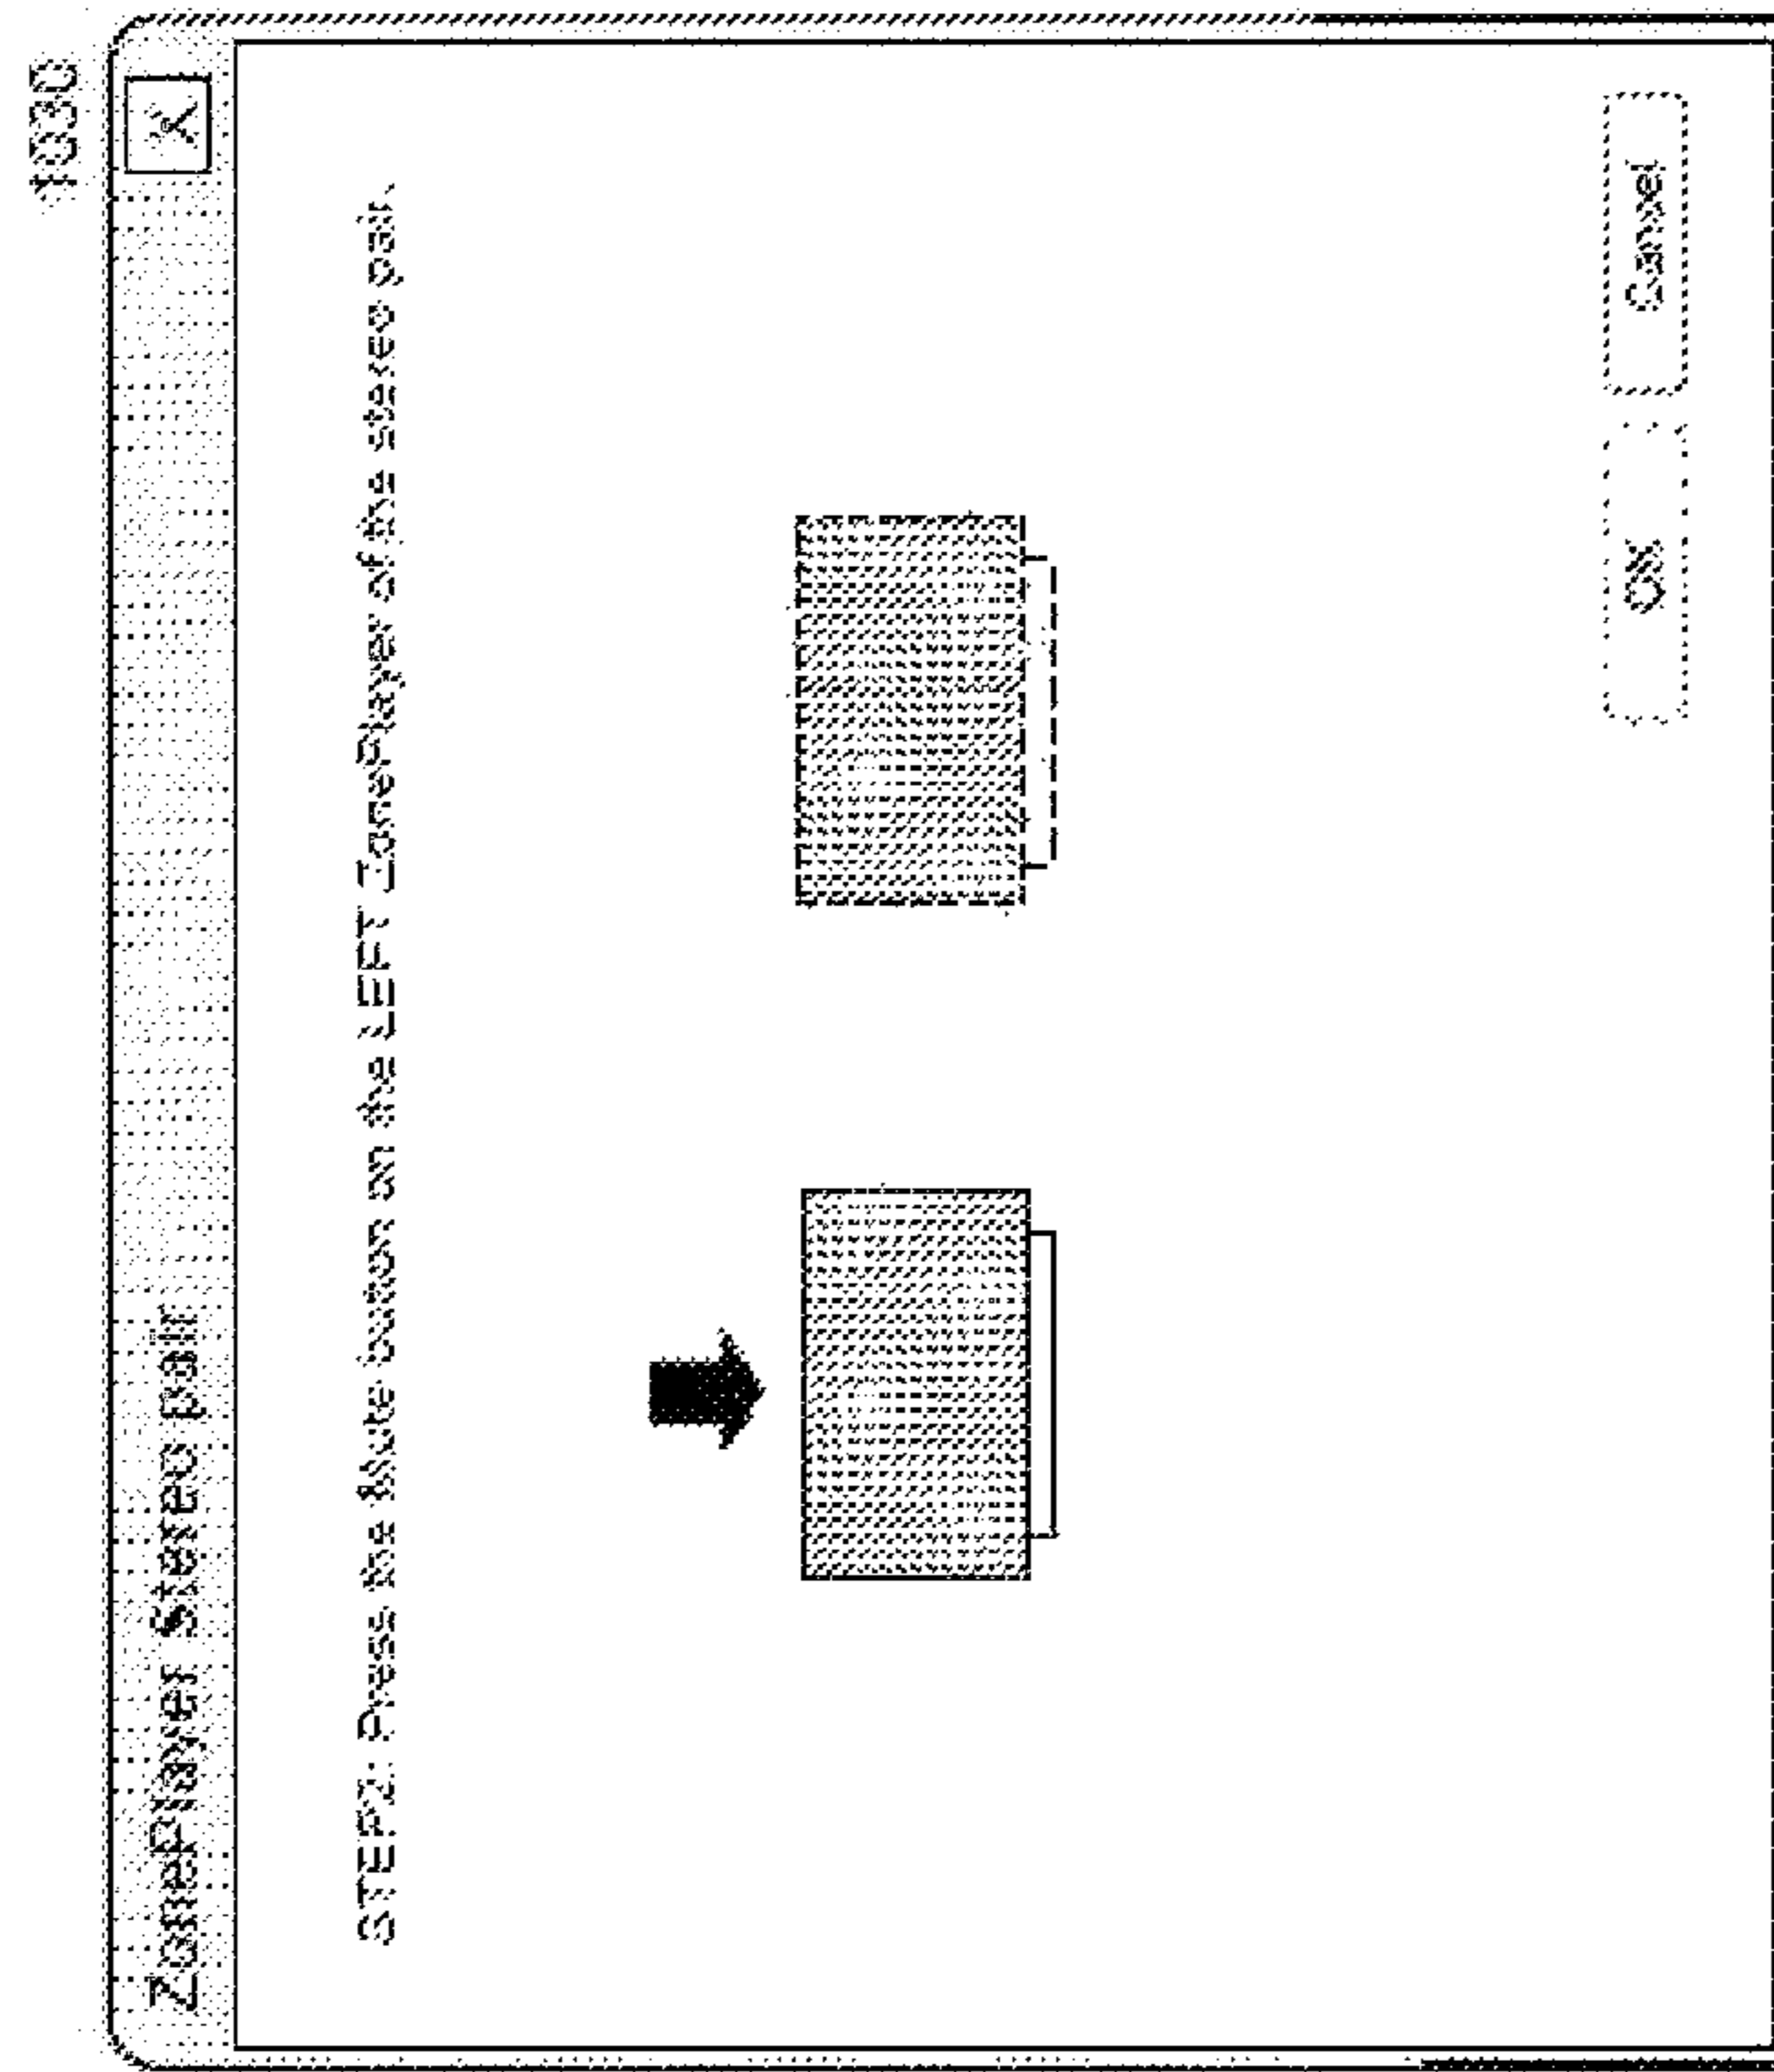 1030
ZonePlayer Stereo pair
X
STEP2: Press the Mute button on the LEFT ZonePlayer of the stereo pair.
OK
Cancel